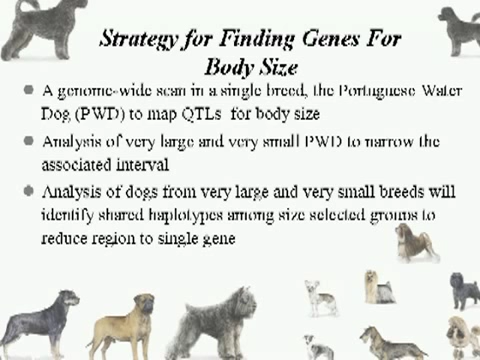 Strategy for Finding Genes For
Body Size
A genome-wide scan in a single breed, the Portuguese Water
Dog (PWD) to map QTLs for body size
Analysis of very large and very small PWD to narrow the
associated interval
Analysis of dogs from very large and very small breeds will
identify shared haplotypes among size selected groups to
reduce region to single gene